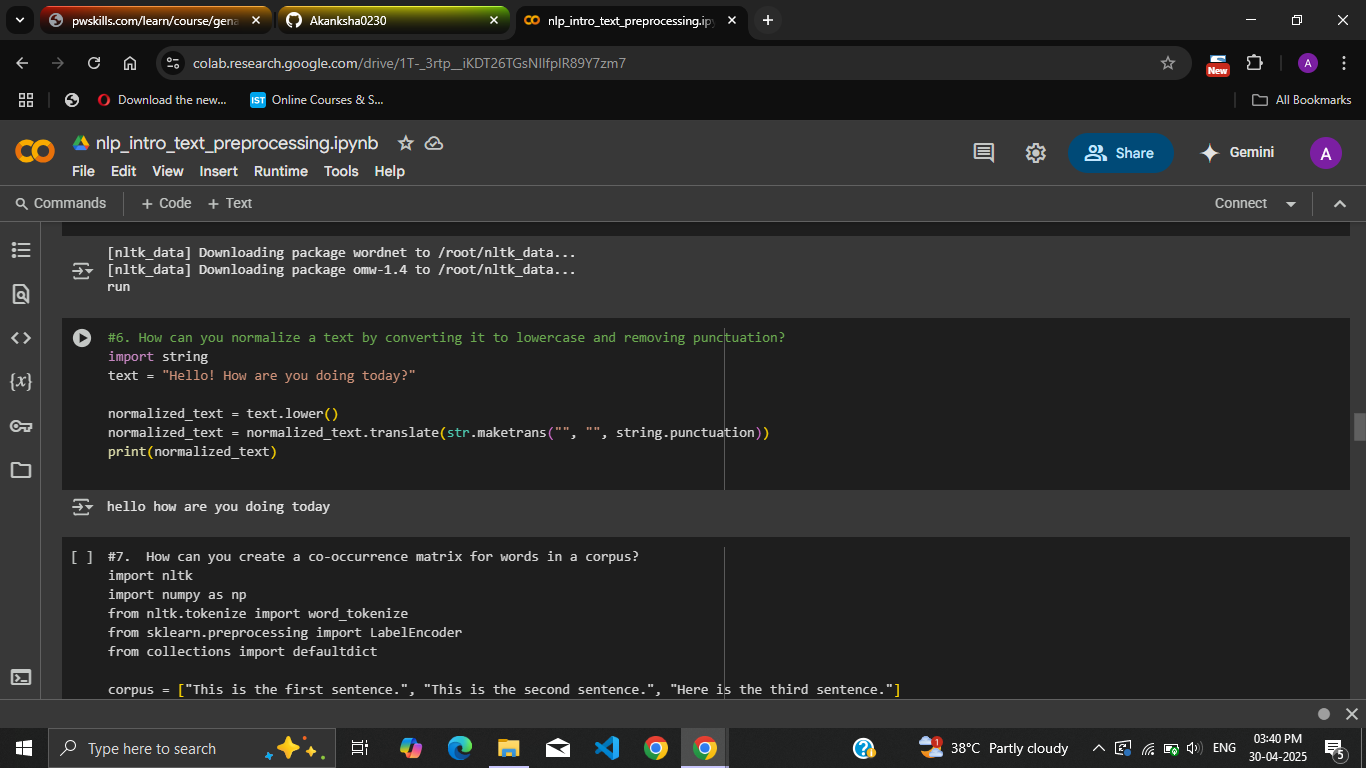 pwskills.com/learn/course/gena
Akanksha0230
nlp_intro_text_preprocessing.ip
colab.research.google.com/drive/1T-_3rtp__iKDT26TGsNIlfpIR89Y7zm7
New
A
Download the new...
IST
Online Courses & S...
All Bookmarks
nlp_intro_text_preprocessing.ipynb
Share
Gemini
A
File Edit View Insert Runtime Tools Help
Commands + Code + Text
Connect
[nltk_data] Downloading package wordnet to /root/nltk_data...
[nltk_data] Downloading package omw-1.4 to /root/nltk_data...
run
#6. How can you normalize a text by converting it to lowercase and removing punctuation?
import string
text = "Hello! How are you doing today?"
normalized_text = text.lower()
normalized_text = normalized_text.translate(str.maketrans("", "", string.punctuation))
print(normalized_text)
hello how are you doing today
[ ] #7.  How can you create a co-occurrence matrix for words in a corpus?
import nltk
import numpy as np
from nltk.tokenize import word_tokenize
from sklearn.preprocessing import LabelEncoder
from collections import defaultdict
corpus = ["This is the first sentence.", "This is the second sentence.", "Here is the third sentence."]
{x}
Type here to search
1
38°C Partly cloudy
ENG
03:40 PM
30-04-2025
5